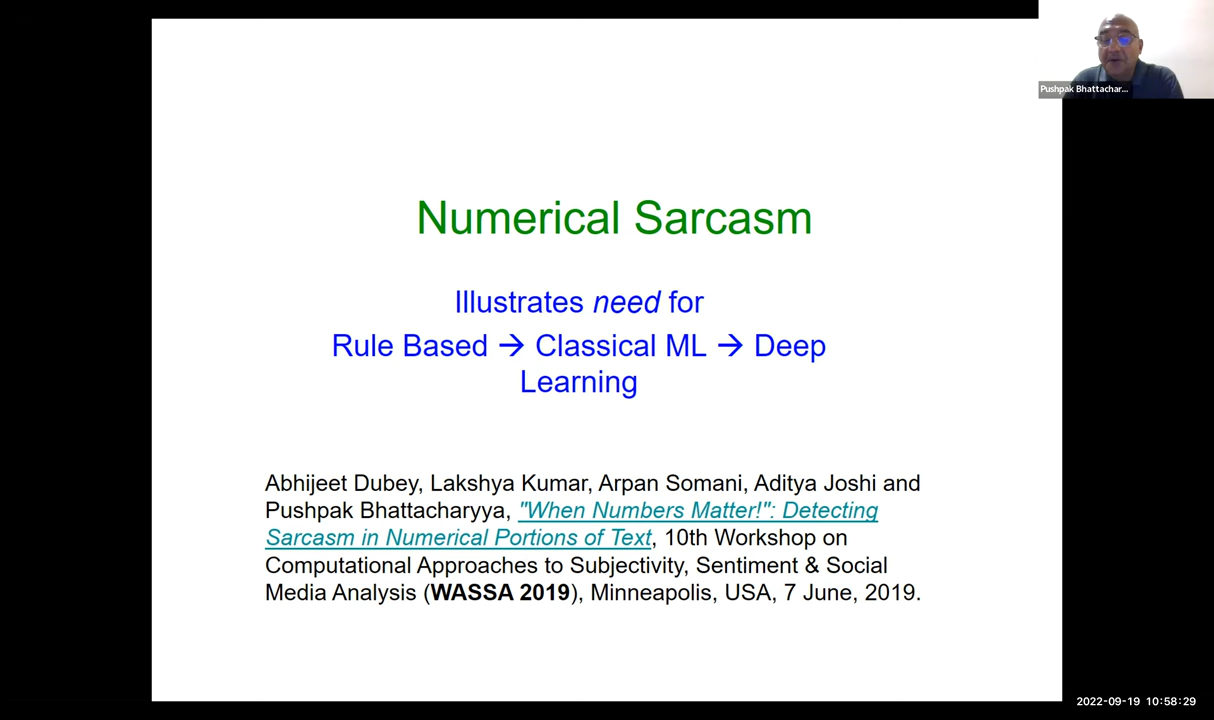 Pushpak Bhattachar...
Numerical Sarcasm
Illustrates need for
Rule Based → Classical ML → Deep
Learning
Abhijeet Dubey, Lakshya Kumar, Arpan Somani, Aditya Joshi and
Pushpak Bhattacharyya, "When Numbers Matter!": Detecting
Sarcasm in Numerical Portions of Text, 10th Workshop on
Computational Approaches to Subjectivity, Sentiment & Social
Media Analysis (WASSA 2019), Minneapolis, USA, 7 June, 2019.
2022-09-19 10:58:29